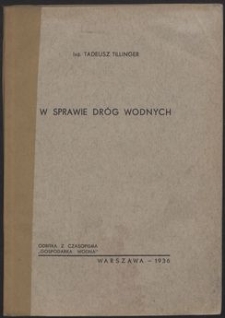 Inż. TADEUSZ TILLINGER
W SPRAWIE DRÓG WODNYCH
ODBITKA Z CZASOPISMA
„GOSPODARKA WODNA"
WARSZAWA – 1936